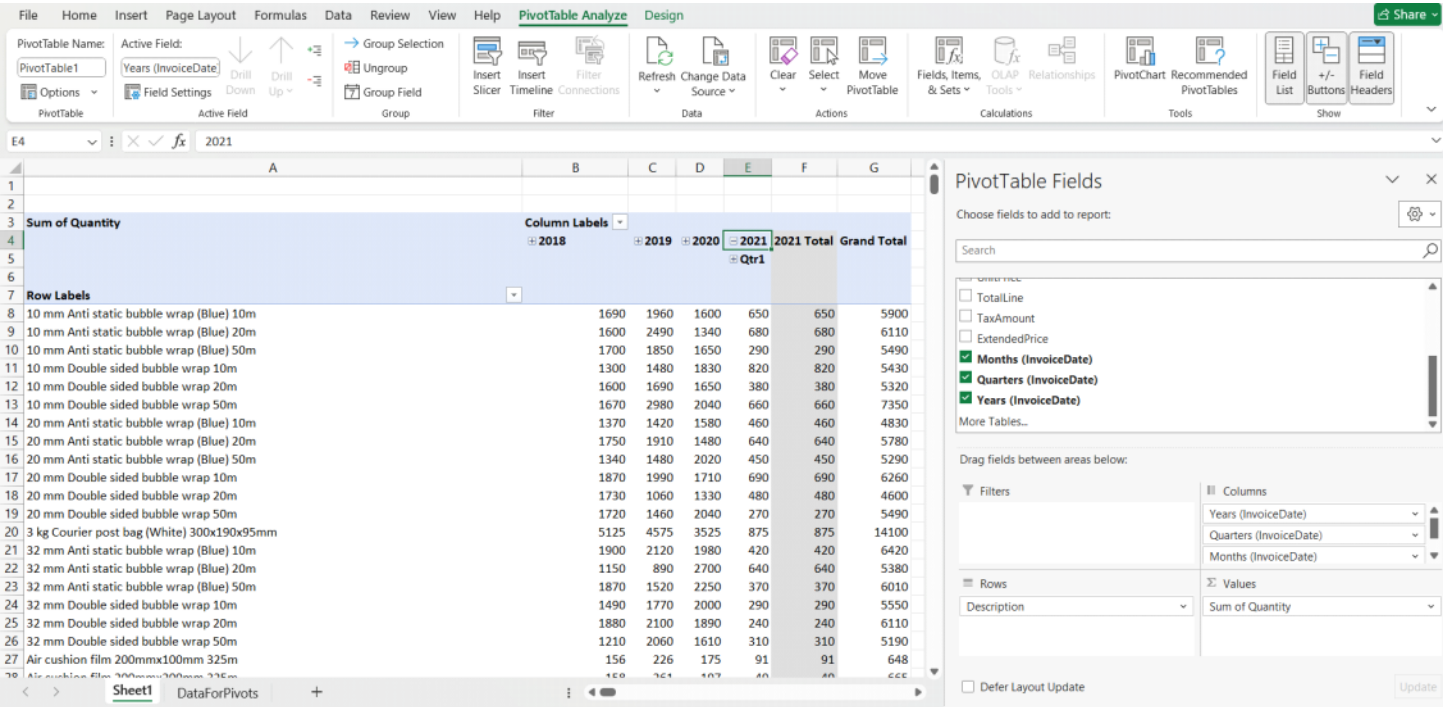 File Home Insert Page Layout Formulas Data Review View Help PivotTable Analyze Design Share
PivotTable Name: Active Field: Group Selection
PivotTable1 Years (InvoiceDate) Drill Down Drill Up Ungroup Insert Slicer Insert Timeline Filter Connections Refresh Change Data Source Clear Select Move PivotTable Fields, Items, & Sets OLAP Tools Relationships PivotChart Recommended PivotTables Field List +/- Buttons Field Headers
Options Field Settings Group Field
PivotTable Active Field Group Filter Data Actions Calculations Tools Show
E4 fx 2021
A B C D E F G
1
2
3 Sum of Quantity Column Labels
4 2018 2019 2020 2021 2021 Total Grand Total
5 Qtr1
6
7 Row Labels
8 10 mm Anti static bubble wrap (Blue) 10m 1690 1960 1600 650 650 5900
9 10 mm Anti static bubble wrap (Blue) 20m 1600 2490 1340 680 680 6110
10 10 mm Anti static bubble wrap (Blue) 50m 1700 1850 1650 290 290 5490
11 10 mm Double sided bubble wrap 10m 1300 1480 1830 820 820 5430
12 10 mm Double sided bubble wrap 20m 1600 1690 1650 380 380 5320
13 10 mm Double sided bubble wrap 50m 1670 2980 2040 660 660 7350
14 20 mm Anti static bubble wrap (Blue) 10m 1370 1420 1580 460 460 4830
15 20 mm Anti static bubble wrap (Blue) 20m 1750 1910 1480 640 640 5780
16 20 mm Anti static bubble wrap (Blue) 50m 1340 1480 2020 450 450 5290
17 20 mm Double sided bubble wrap 10m 1870 1990 1710 690 690 6260
18 20 mm Double sided bubble wrap 20m 1730 1060 1330 480 480 4600
19 20 mm Double sided bubble wrap 50m 1720 1460 2040 270 270 5490
20 3 kg Courier post bag (White) 300x190x95mm 5125 4575 3525 875 875 14100
21 32 mm Anti static bubble wrap (Blue) 10m 1900 2120 1980 420 420 6420
22 32 mm Anti static bubble wrap (Blue) 20m 1150 890 2700 640 640 5380
23 32 mm Anti static bubble wrap (Blue) 50m 1870 1520 2250 370 370 6010
24 32 mm Double sided bubble wrap 10m 1490 1770 2000 290 290 5550
25 32 mm Double sided bubble wrap 20m 1880 2100 1890 240 240 6110
26 32 mm Double sided bubble wrap 50m 1210 2060 1610 310 310 5190
27 Air cushion film 200mmx100mm 325m 156 226 175 91 91 648
Sheet1 DataForPivots
PivotTable Fields
Choose fields to add to report:
Search
TotalLine
TaxAmount
ExtendedPrice
Months (InvoiceDate)
Quarters (InvoiceDate)
Years (InvoiceDate)
More Tables...
Drag fields between areas below:
Filters
Columns
Years (InvoiceDate)
Quarters (InvoiceDate)
Months (InvoiceDate)
Rows
Description
Σ Values
Sum of Quantity
Defer Layout Update Update